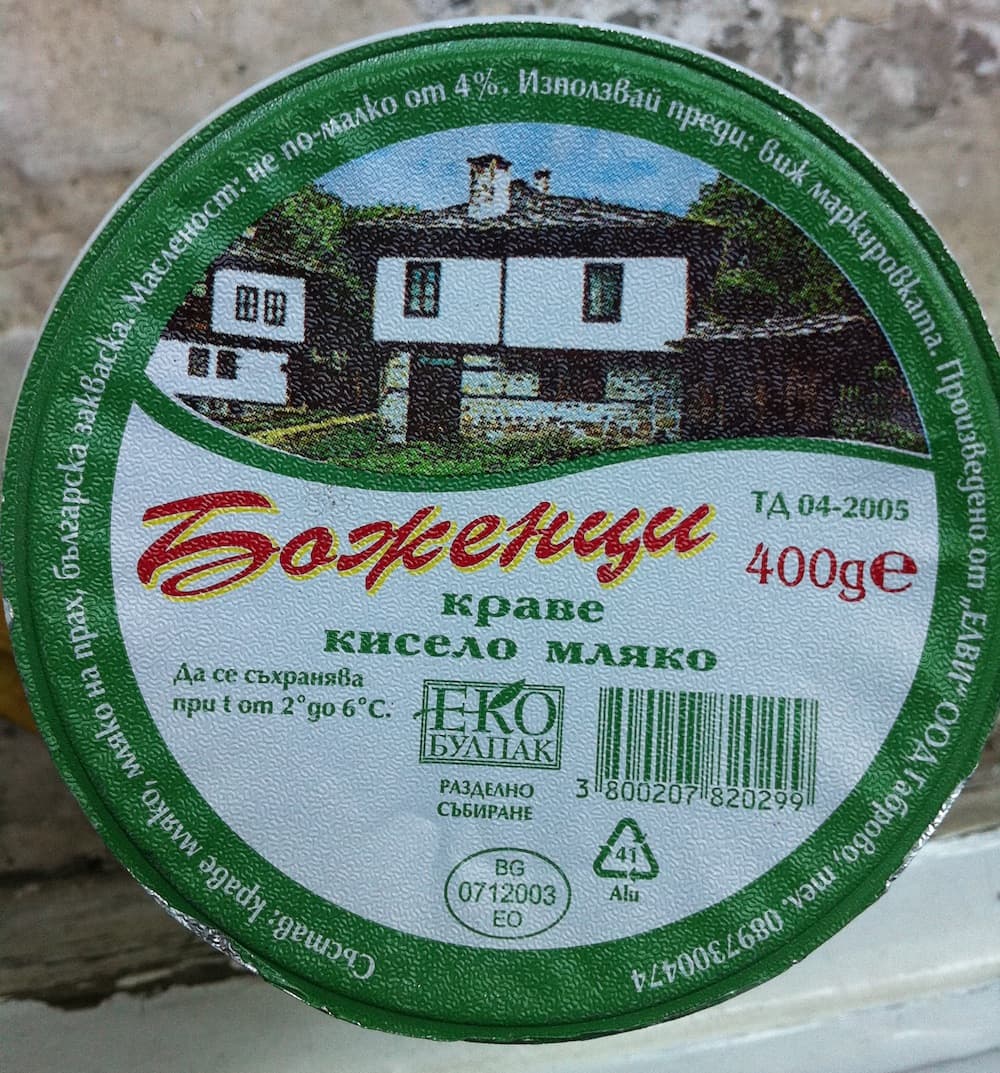 Състав: краве мляко, мляко на прах, българска закваска. Масленост: не по-малко от 4%. Използвай преди: виж маркировката. Произведено от „ЕЛВИ" ООД Габрово, тел. 0897300474
Боженци
ТД 04-2005
400g e
краве
кисело мляко
Да се съхранява
при t от 2° до 6°C.
ЕКО
БУЛПАК
РАЗДЕЛНО
СЪБИРАНЕ
3 800207 820299
41
Alu
BG
0712003
EO